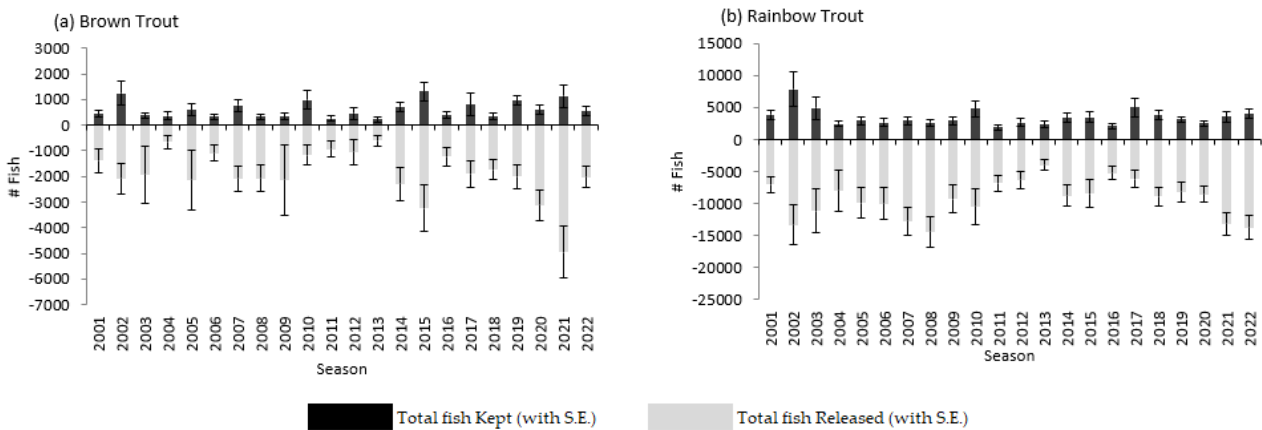 (a) Brown Trout
3000
2000
1000
0
-1000
-2000
-3000
-4000
-5000
-6000
-7000
# Fish
2001 2002 2003 2004 2005 2006 2007 2008 2009 2010 2011 2012 2013 2014 2015 2016 2017 2018 2019 2020 2021 2022
Season
(b) Rainbow Trout
15000
10000
5000
0
-5000
-10000
-15000
-20000
-25000
# Fish
2001 2002 2003 2004 2005 2006 2007 2008 2009 2010 2011 2012 2013 2014 2015 2016 2017 2018 2019 2020 2021 2022
Season
Total fish Kept (with S.E.)
Total fish Released (with S.E.)